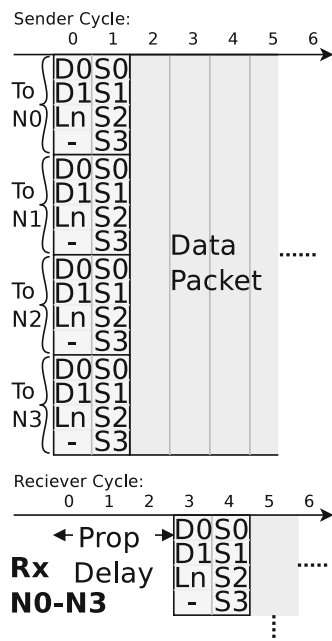 Sender Cycle:
0 1 2 3 4 5 6
To N0
D0 S0
D1 S1
Ln S2
- S3
To N1
D0 S0
D1 S1
Ln S2
- S3
To N2
D0 S0
D1 S1
Ln S2
- S3
To N3
D0 S0
D1 S1
Ln S2
- S3
Data
Packet
Reciever Cycle:
0 1 2 3 4 5 6
Prop
Delay
Rx
N0-N3
D0 S0
D1 S1
Ln S2
- S3